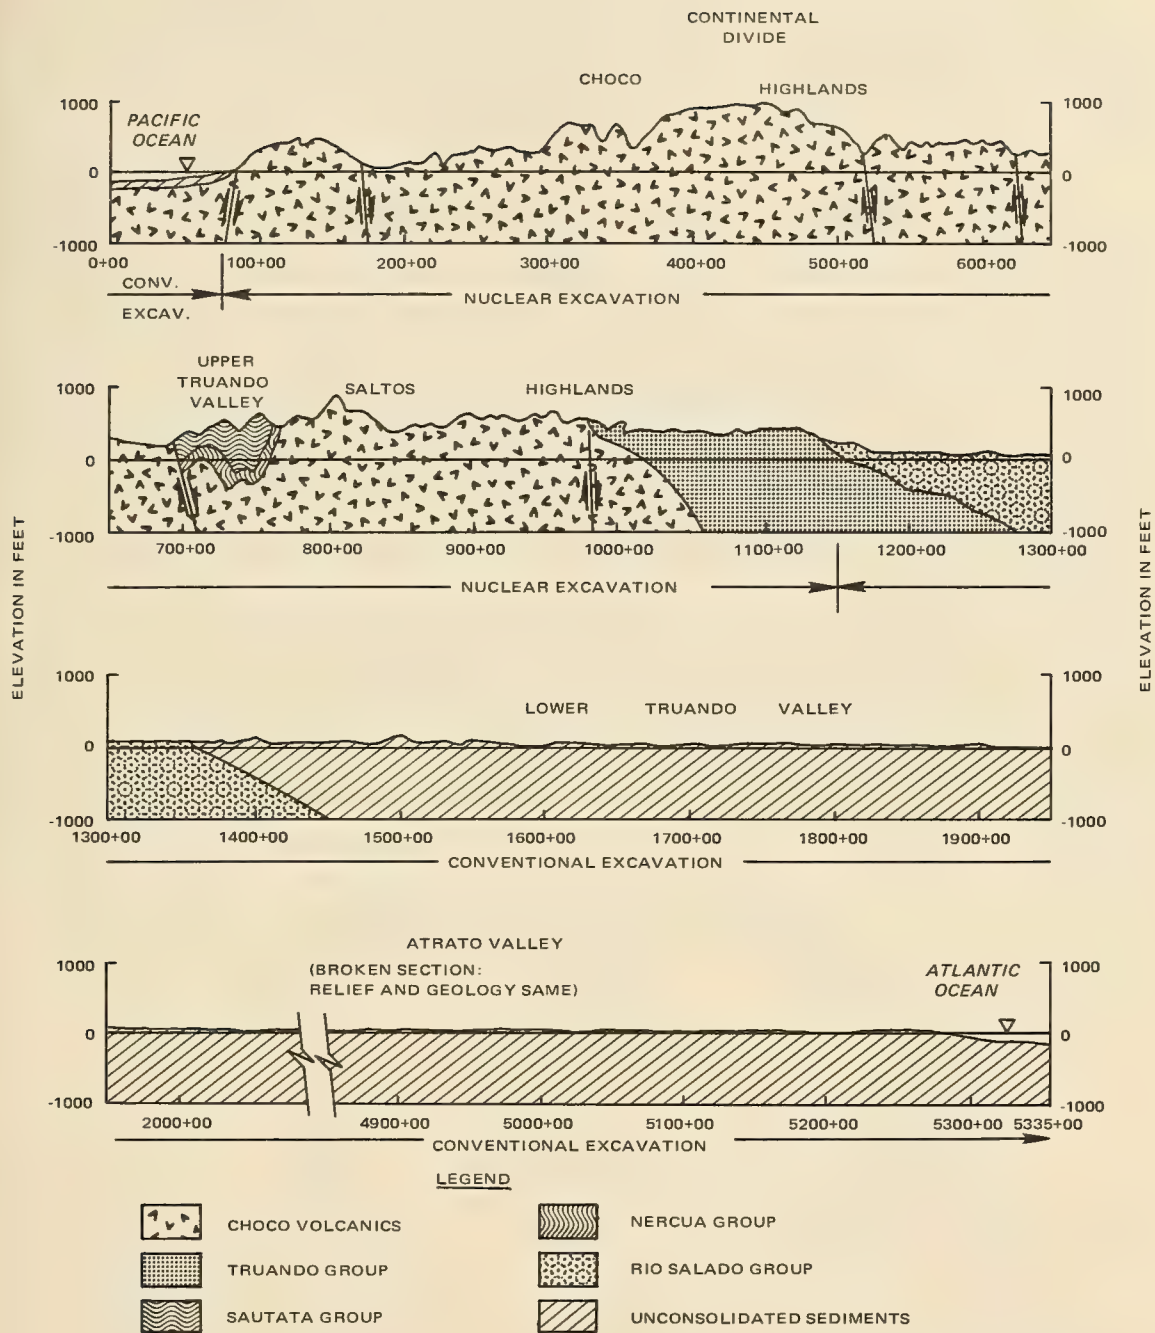 CONTINENTAL
DIVIDE
CHOCO
HIGHLANDS
1000
1000
PACIFIC
OCEAN
0
0
-1000
-1000
0+00
100+00
200+00
300+00
400+00
500+00
600+00
CONV.
EXCAV.
NUCLEAR EXCAVATION
UPPER
TRUANDO
VALLEY
SALTOS
HIGHLANDS
1000
1000
0
0
-1000
-1000
700+00
800+00
900+00
1000+00
1100+00
1200+00
1300+00
NUCLEAR EXCAVATION
ELEVATION IN FEET
ELEVATION IN FEET
1000
1000
LOWER TRUANDO VALLEY
0
0
-1000
-1000
1300+00
1400+00
1500+00
1600+00
1700+00
1800+00
1900+00
CONVENTIONAL EXCAVATION
ATRATO VALLEY
(BROKEN SECTION:
RELIEF AND GEOLOGY SAME)
ATLANTIC
OCEAN
1000
1000
0
0
-1000
-1000
2000+00
4900+00
5000+00
5100+00
5200+00
5300+00
5335+00
CONVENTIONAL EXCAVATION
LEGEND
CHOCO VOLCANICS
TRUANDO GROUP
SAUTATA GROUP
NERCUA GROUP
RIO SALADO GROUP
UNCONSOLIDATED SEDIMENTS